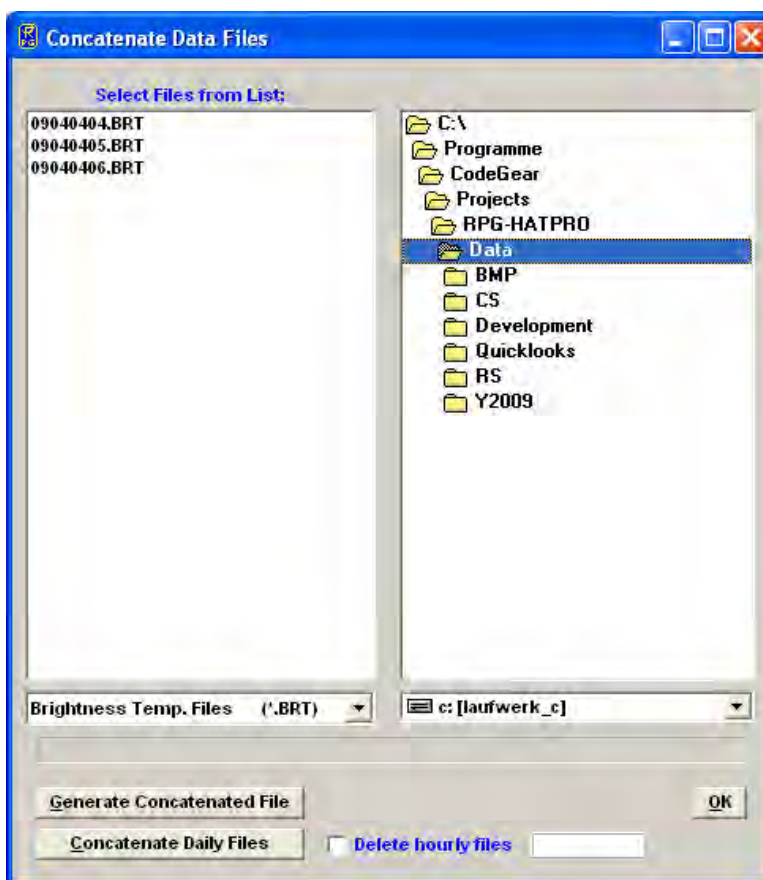 Concatenate Data Files
Select Files from List:
09040404.BRT
09040405.BRT
09040406.BRT
C:\
Programme
CodeGear
Projects
RPG-HATPRO
Data
BMP
CS
Development
Quicklooks
RS
Y2009
Brightness Temp. Files (*.BRT)
c: [laufwerk_c]
Generate Concatenated File
OK
Concatenate Daily Files
Delete hourly files